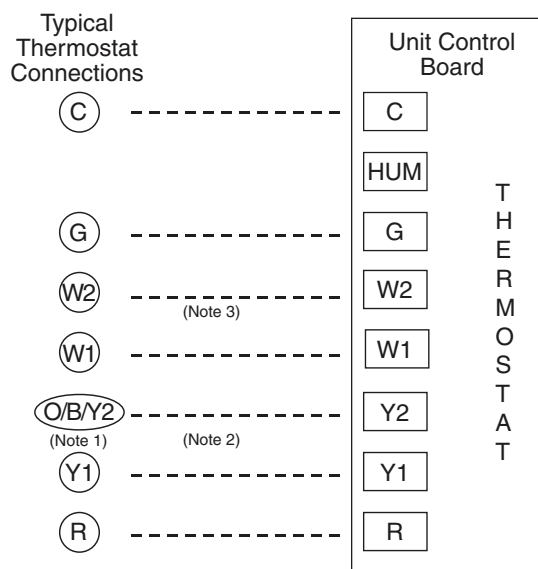 Typical
Thermostat
Connections
Unit Control
Board
C C
HUM
G G
W2 W2
(Note 3)
W1 W1
O/B/Y2 Y2
(Note 1) (Note 2)
Y1 Y1
R R
THERMOSTAT